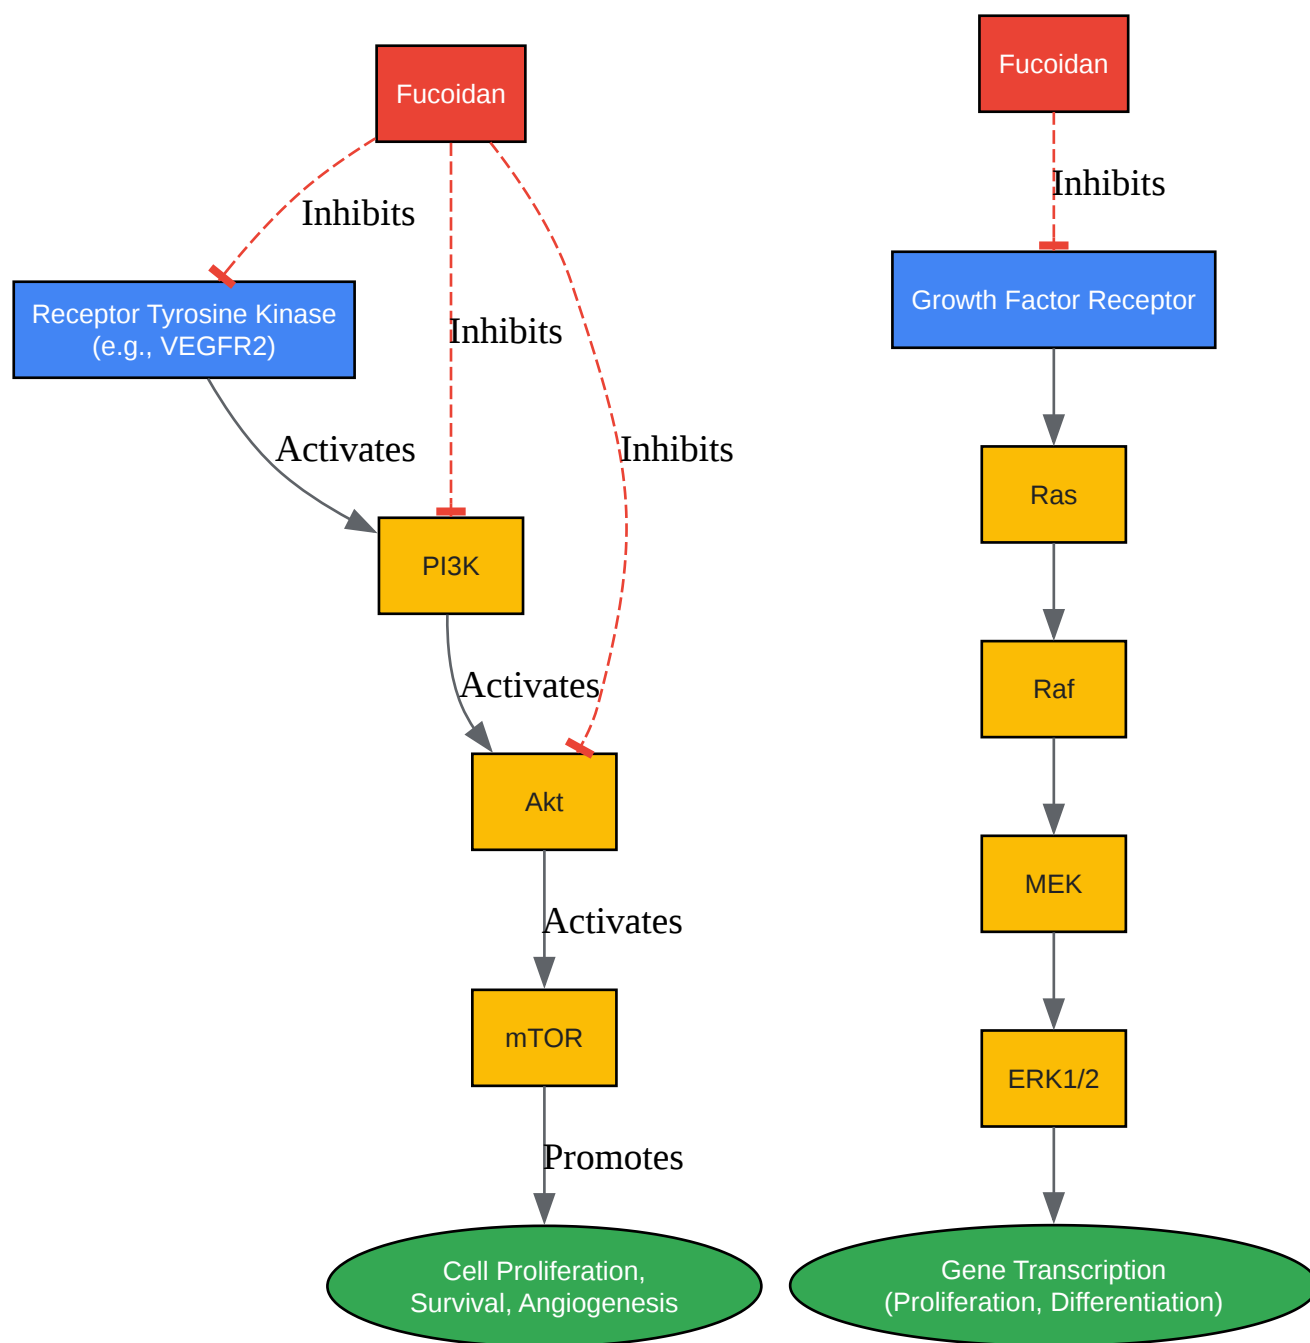 Fucoidan
Inhibits
Receptor Tyrosine Kinase
(e.g., VEGFR2)
Inhibits
Activates
Inhibits
PI3K
Activates
Akt
Activates
mTOR
Promotes
Cell Proliferation,
Survival, Angiogenesis
Fucoidan
Inhibits
Growth Factor Receptor
Ras
Raf
MEK
ERK1/2
Gene Transcription
(Proliferation, Differentiation)